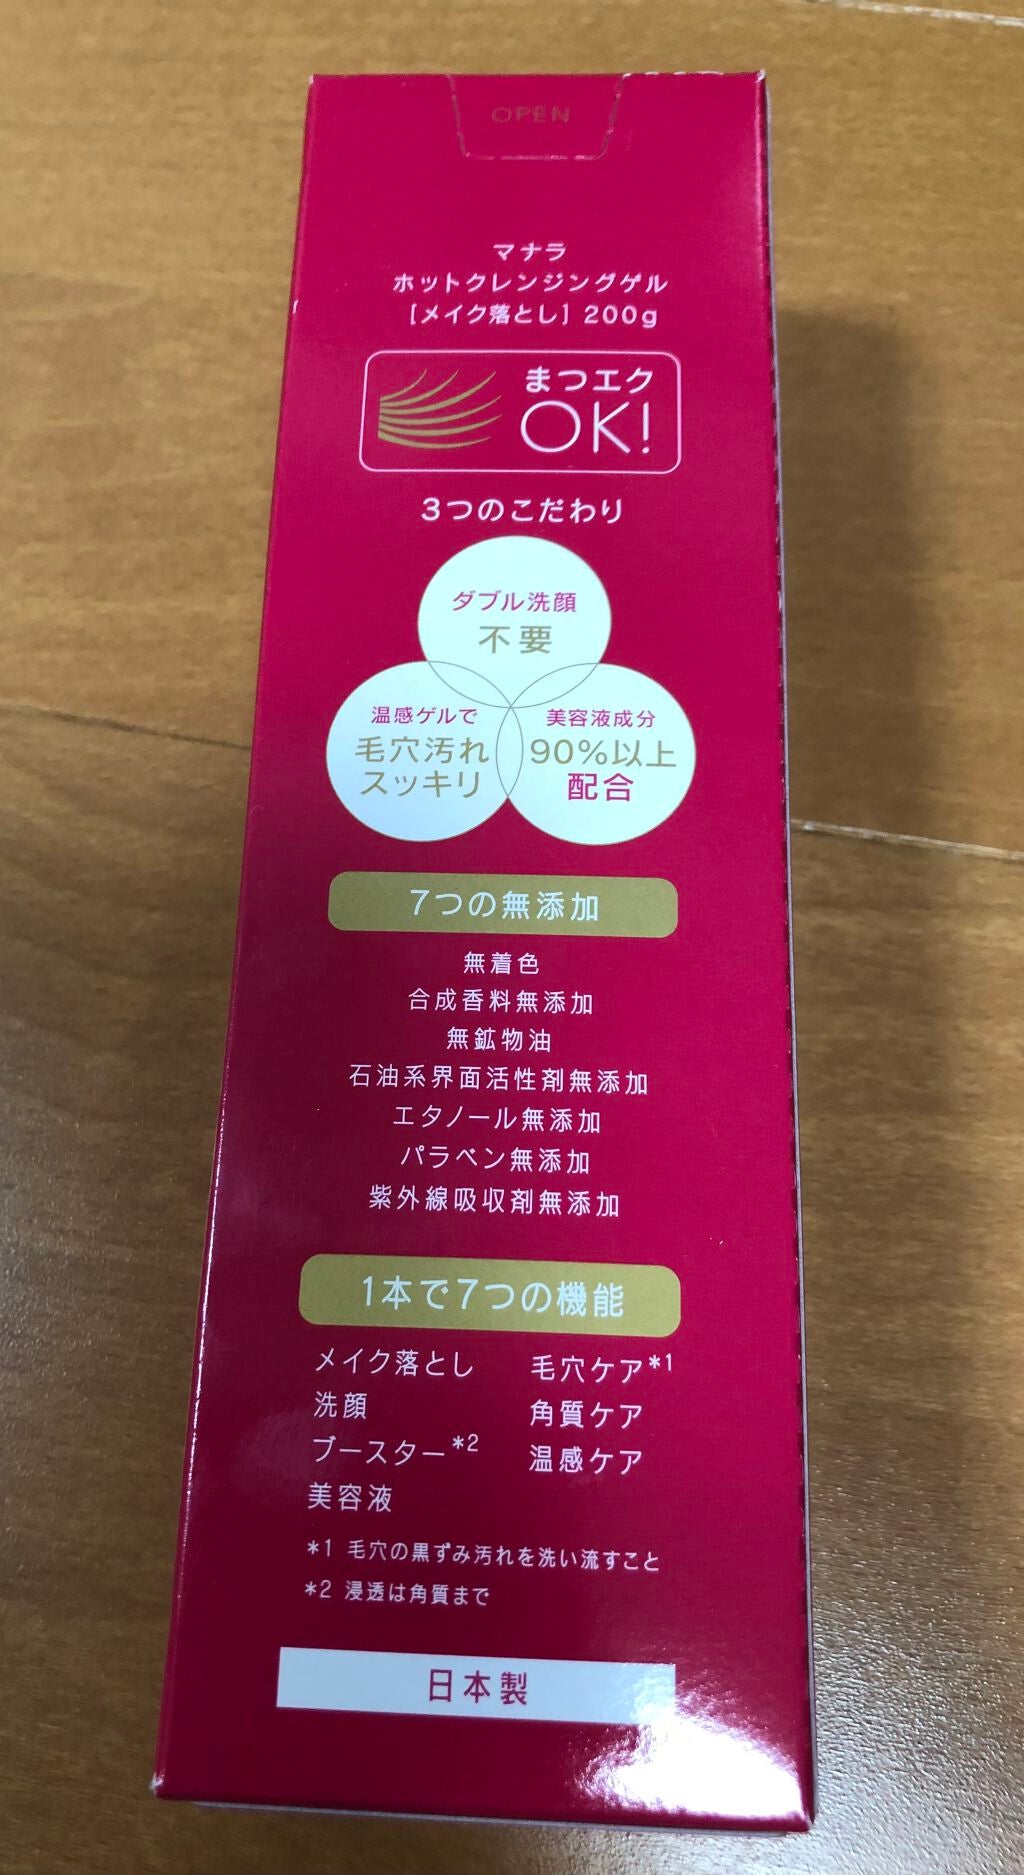 OPEN
マナラ
ホットクレンジングゲル
[メイク落とし] 200g
まつエク
OK!
3つのこだわり
ダブル洗顔
不要
温感ゲルで
毛穴汚れ
スッキリ
美容液成分
90%以上
配合
7つの無添加
無着色
合成香料無添加
無鉱物油
石油系界面活性剤無添加
エタノール無添加
パラベン無添加
紫外線吸収剤無添加
1本で7つの機能
メイク落とし
洗顔
ブースター*2
美容液
毛穴ケア*1
角質ケア
温感ケア
*1 毛穴の黒ずみ汚れを洗い流すこと
*2 浸透は角質まで
日本製